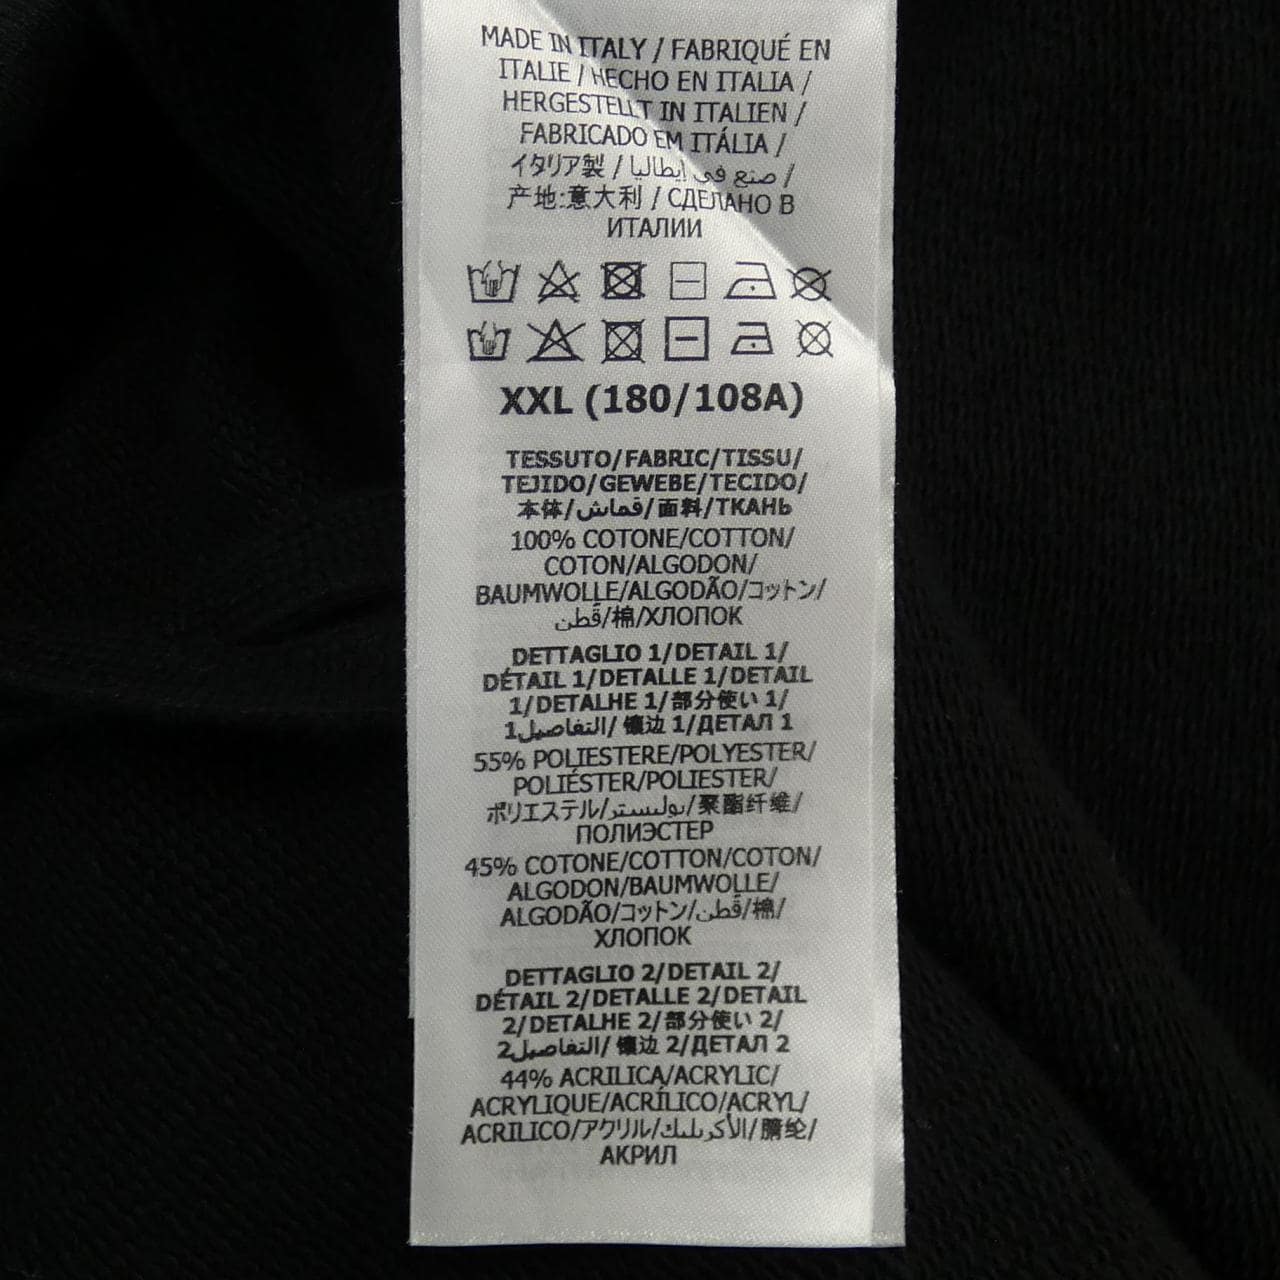 MADE IN ITALY / FABRIQUÉ EN
ITALIE / HECHO EN ITALIA /
HERGESTELLT IN ITALIEN /
FABRICADO EM ITÁLIA /
イタリア製 / صنع في إيطاليا /
产地:意大利 / СДЕЛАНО В
ИТАЛИИ
XXL (180/108A)
TESSUTO/FABRIC/TISSU/
TEJIDO/GEWEBE/TECIDO/
本体/قماش/面料/ТКАНЬ
100% COTONE/COTTON/
COTON/ALGODON/
BAUMWOLLE/ALGODÃO/コットン/
قطن/棉/ХЛОПОК
DETTAGLIO 1/DETAIL 1/
DÉTAIL 1/DETALLE 1/DETAIL
1/DETALHE 1/部分使い 1/
التفاصيل1/ 镶边 1/ДЕТАЛ 1
55% POLIESTERE/POLYESTER/
POLIÉSTER/POLIESTER/
ポリエステル/بوليستر/聚酯纤维/
ПОЛИЭСТЕР
45% COTONE/COTTON/COTON/
ALGODON/BAUMWOLLE/
ALGODÃO/コットン/قطن/棉/
ХЛОПОК
DETTAGLIO 2/DETAIL 2/
DÉTAIL 2/DETALLE 2/DETAIL
2/DETALHE 2/部分使い 2/
التفاصيل2/ 镶边 2/ДЕТАЛ 2
44% ACRILICA/ACRYLIC/
ACRYLIQUE/ACRÍLICO/ACRYL/
ACRILICO/アクリル/الأكريليك/腈纶/
АКРИЛ